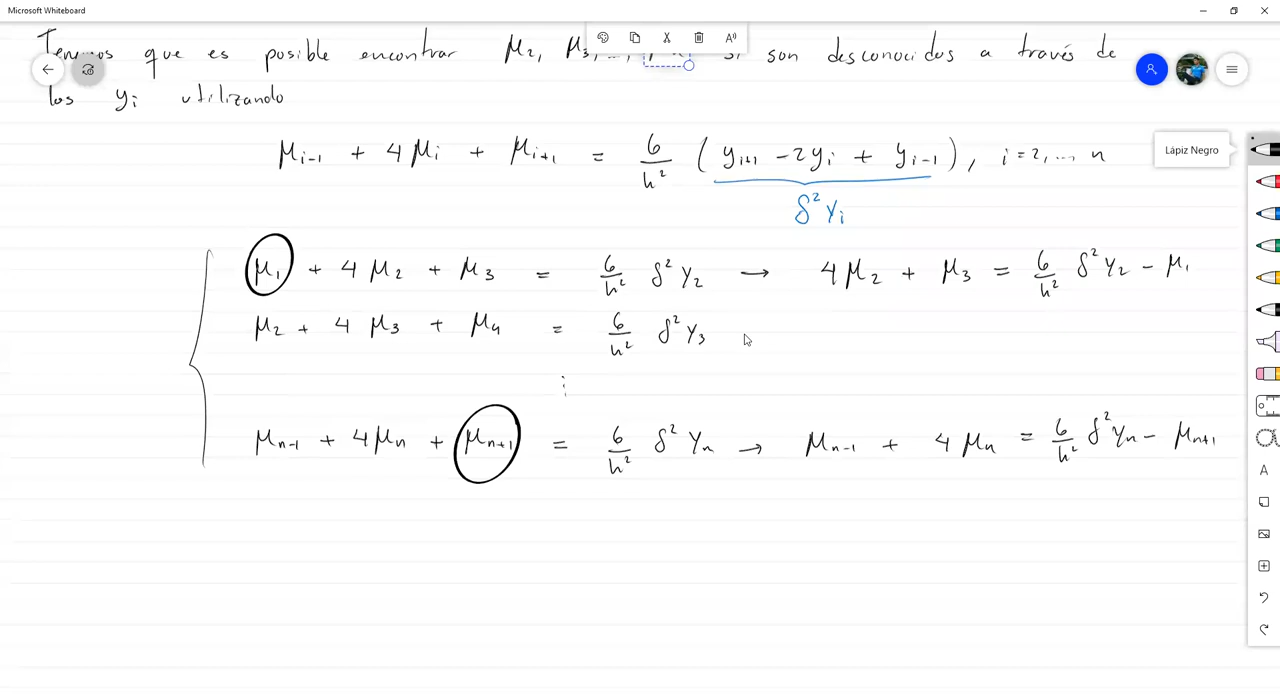 Microsoft Whiteboard
Tenemos que es posible encontrar μ₂, μ₃, ..., si son desconocidos a través de
los yᵢ utilizando
μᵢ₋₁ + 4μᵢ + μᵢ₊₁ = 6/h² (yᵢ₊₁ - 2yᵢ + yᵢ₋₁), i = 2, ... n
δ²yᵢ
Lápiz Negro
μ₁ + 4μ₂ + μ₃ = 6/h² δ²y₂ → 4μ₂ + μ₃ = 6/h² δ²y₂ - μ₁
μ₂ + 4μ₃ + μ₄ = 6/h² δ²y₃
⋮
μₙ₋₁ + 4μₙ + μₙ₊₁ = 6/h² δ²yₙ → μₙ₋₁ + 4μₙ = 6/h² δ²yₙ - μₙ₊₁